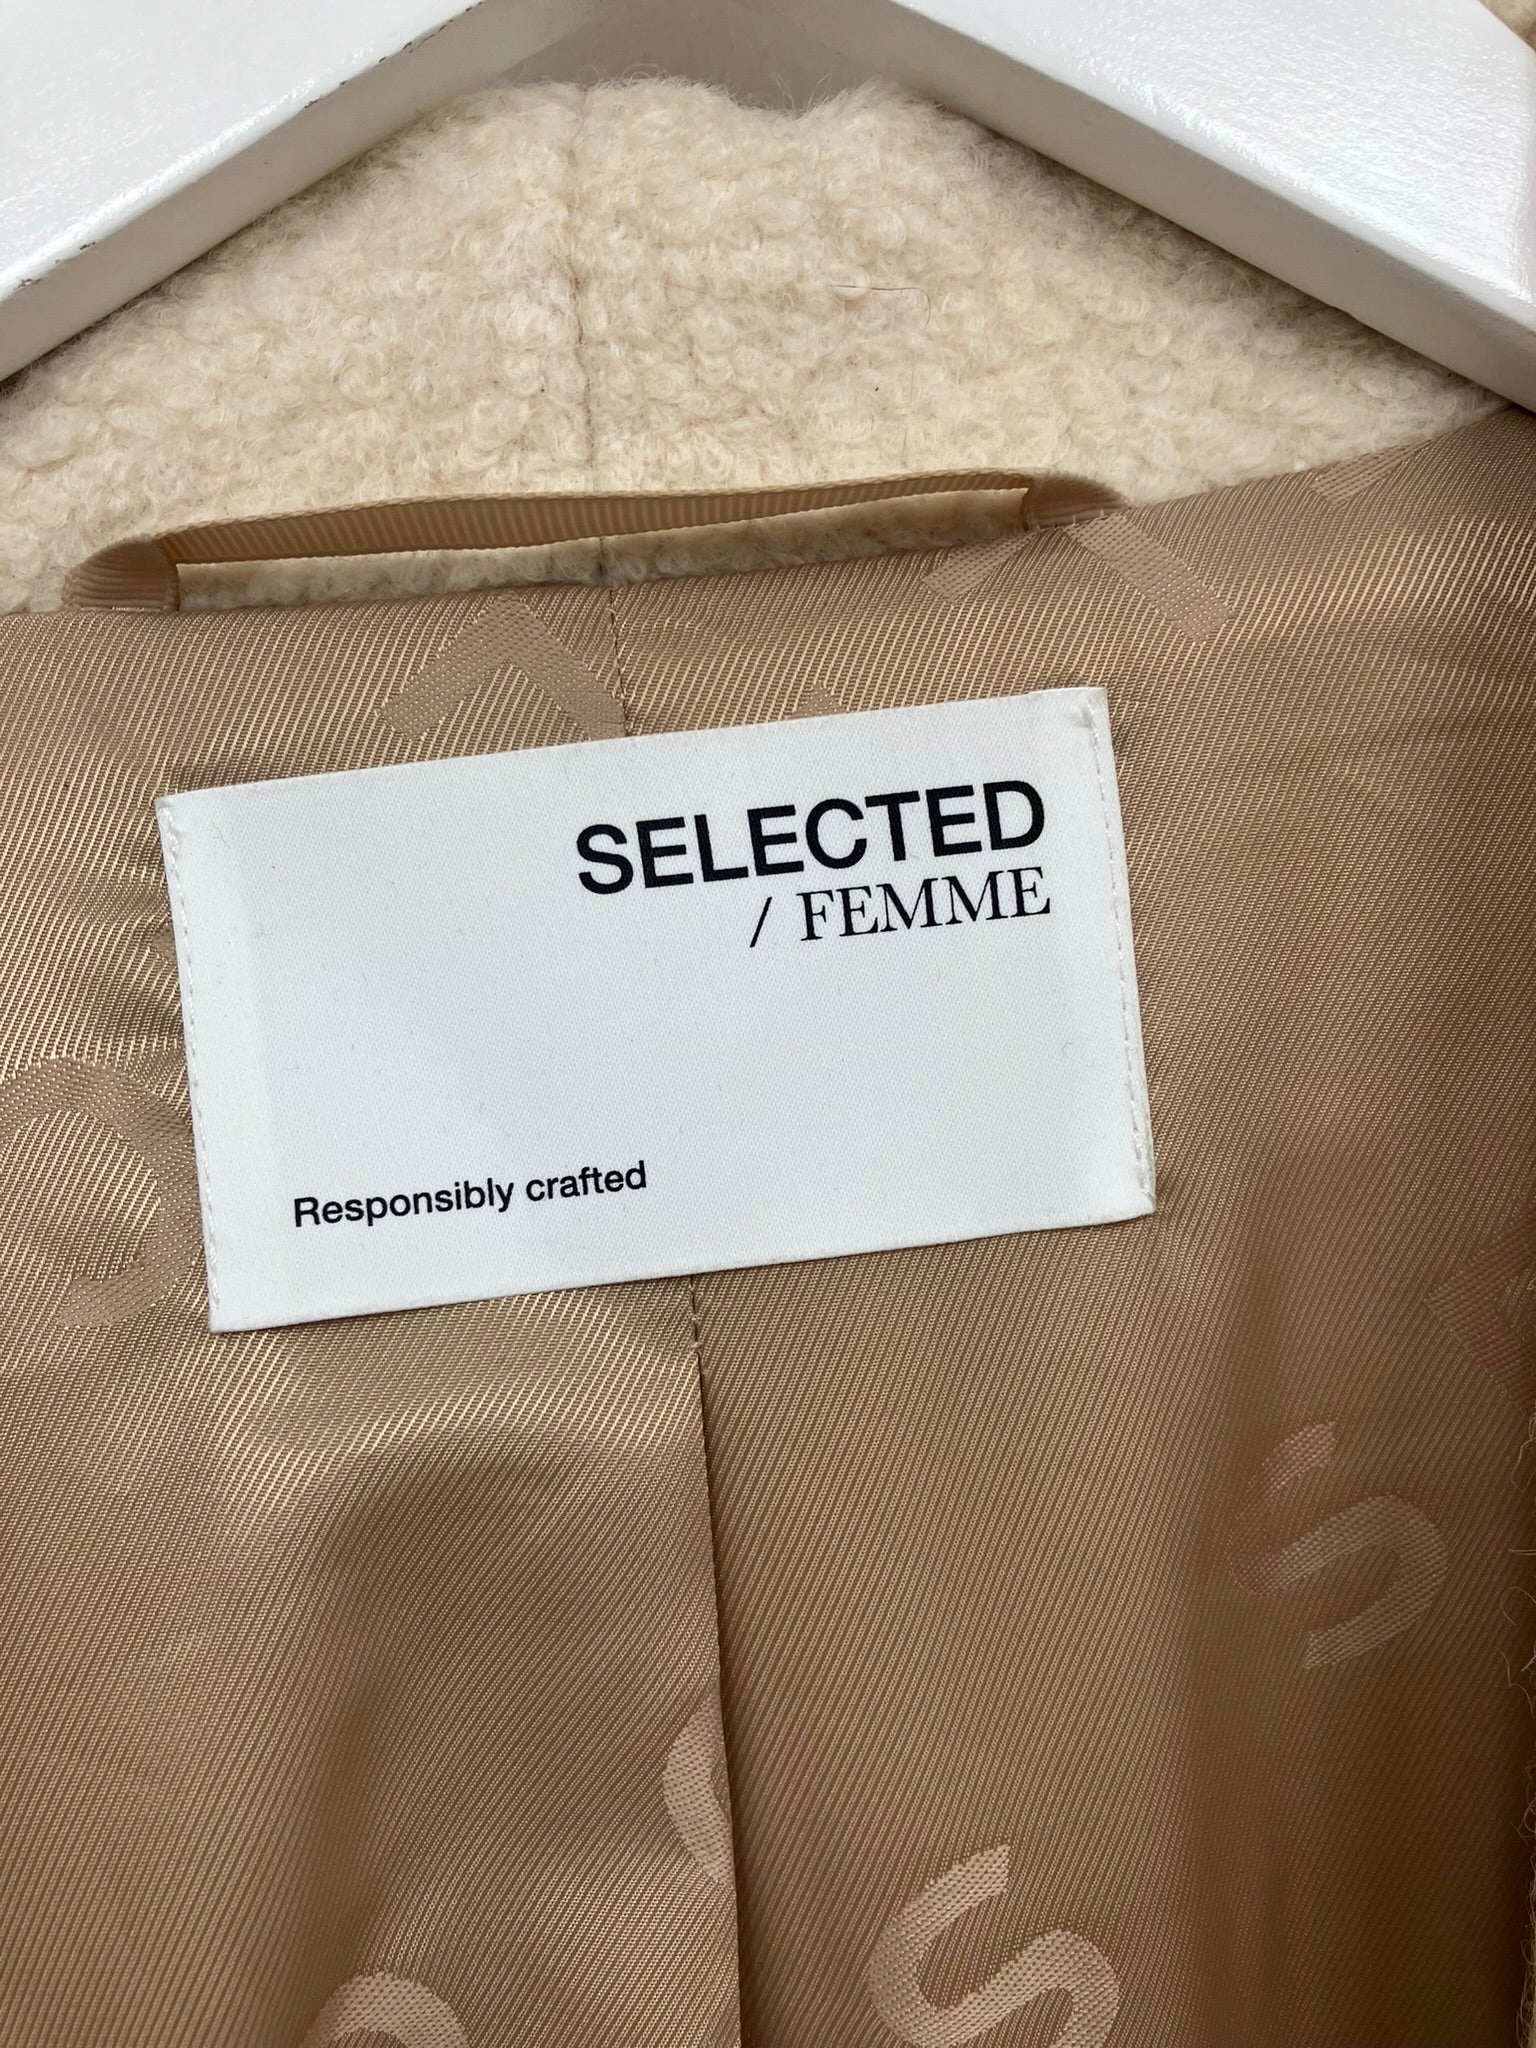 SELECTED
/ FEMME
Responsibly crafted
S
S